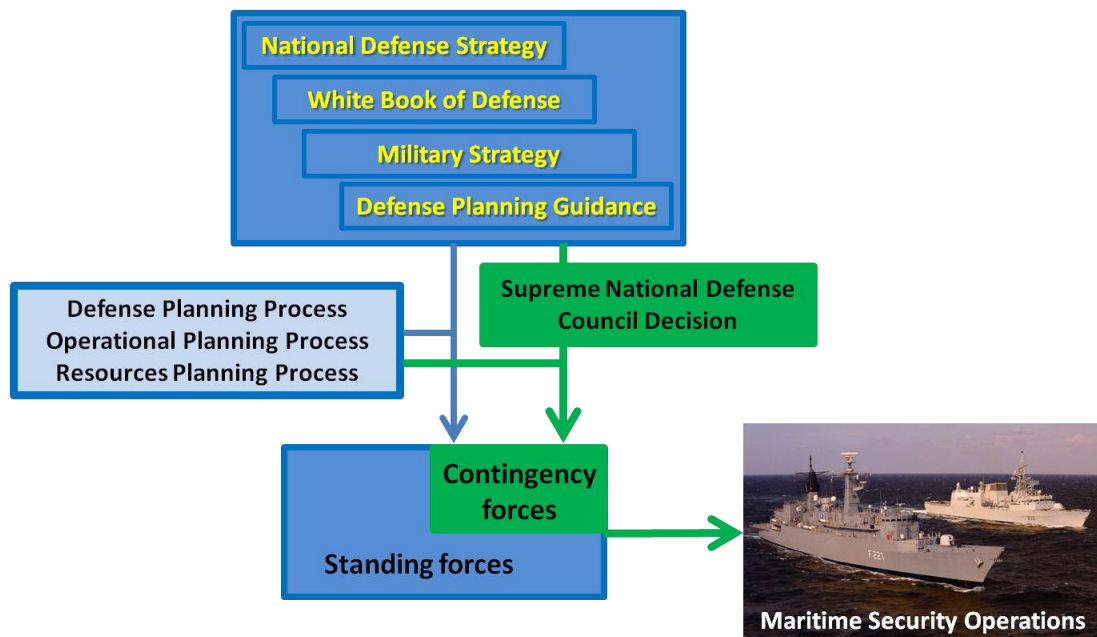 National Defense Strategy
White Book of Defense
Military Strategy
Defense Planning Guidance
Supreme National Defense
Council Decision
Defense Planning Process
Operational Planning Process
Resources Planning Process
Contingency
forces
Standing forces
F221
Maritime Security Operations